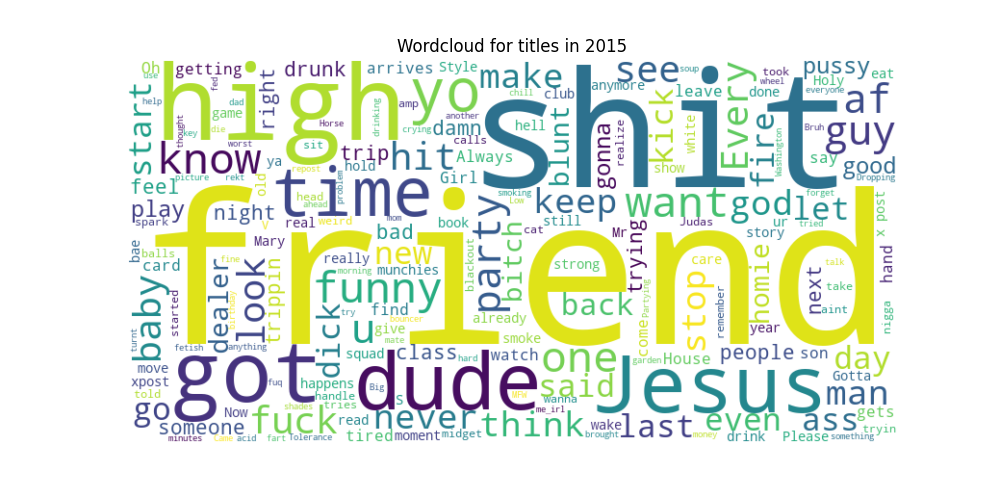 Wordcloud for titles in 2015
Oh getting drunk arrives Style make see anymore took Holy pussy eat
use fed right amp club leave done wheel everyone soup
help dad game high yo chill another shit kick white Every af
start key die drinking crying damn hell blunt gonna realize fire Washington Bruh guy
thought worst Horse calls
know sit trip hit Always show say good
ya hold Girl Dropping
feel picture rekt repost problem time smoking keep want god let forget
play night old head ahead mom book Low still Mr Judas ur tried x post
spark v real weird bad party bitch cat trying story
bae Mary really new strong care homie next hand
balls card dealer look trippin morning munchies blackout friend stop talk take
started fine birthday funny back Partying remember year aint nigga
turnt try find already come
baby bouncer give smoke garden
move fetish anything dick u mate squad class hard watch one House people son day
xpost got fuq happens dude Jesus Gotta
told shades handle Big MFW wanna said man
go tries s me_irl gets
Now fuck read never think wake last even ass
someone tired moment midget brought money drink Please tryin
minutes Came acid fart Tolerance something